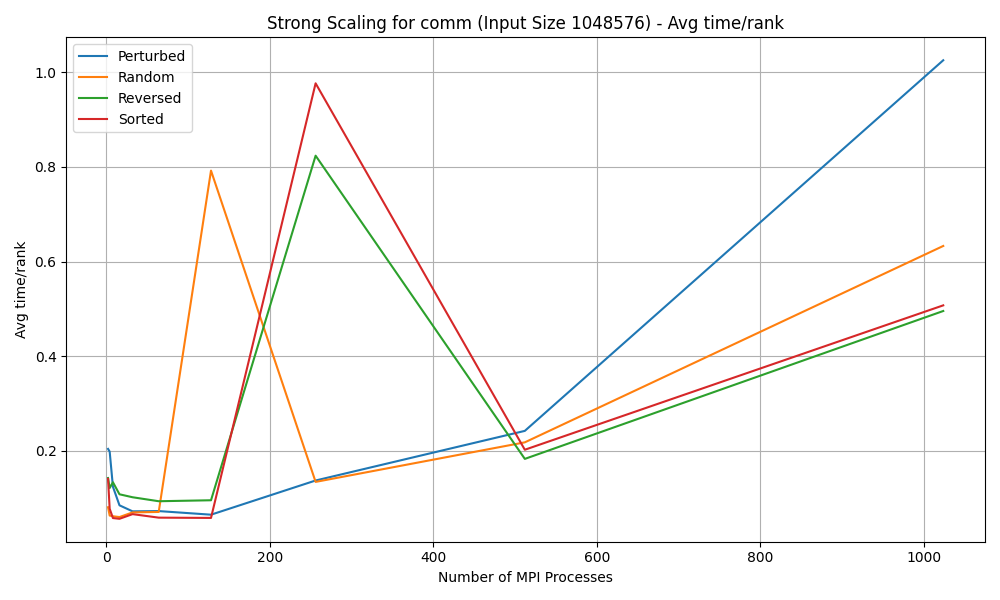 Strong Scaling for comm (Input Size 1048576) - Avg time/rank
Perturbed
Random
Reversed
Sorted
1.0
0.8
0.6
0.4
0.2
Avg time/rank
0
200
400
600
800
1000
Number of MPI Processes